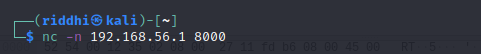 ┌──(riddhi㉿kali)-[~]
└─$ nc -n 192.168.56.1 8000